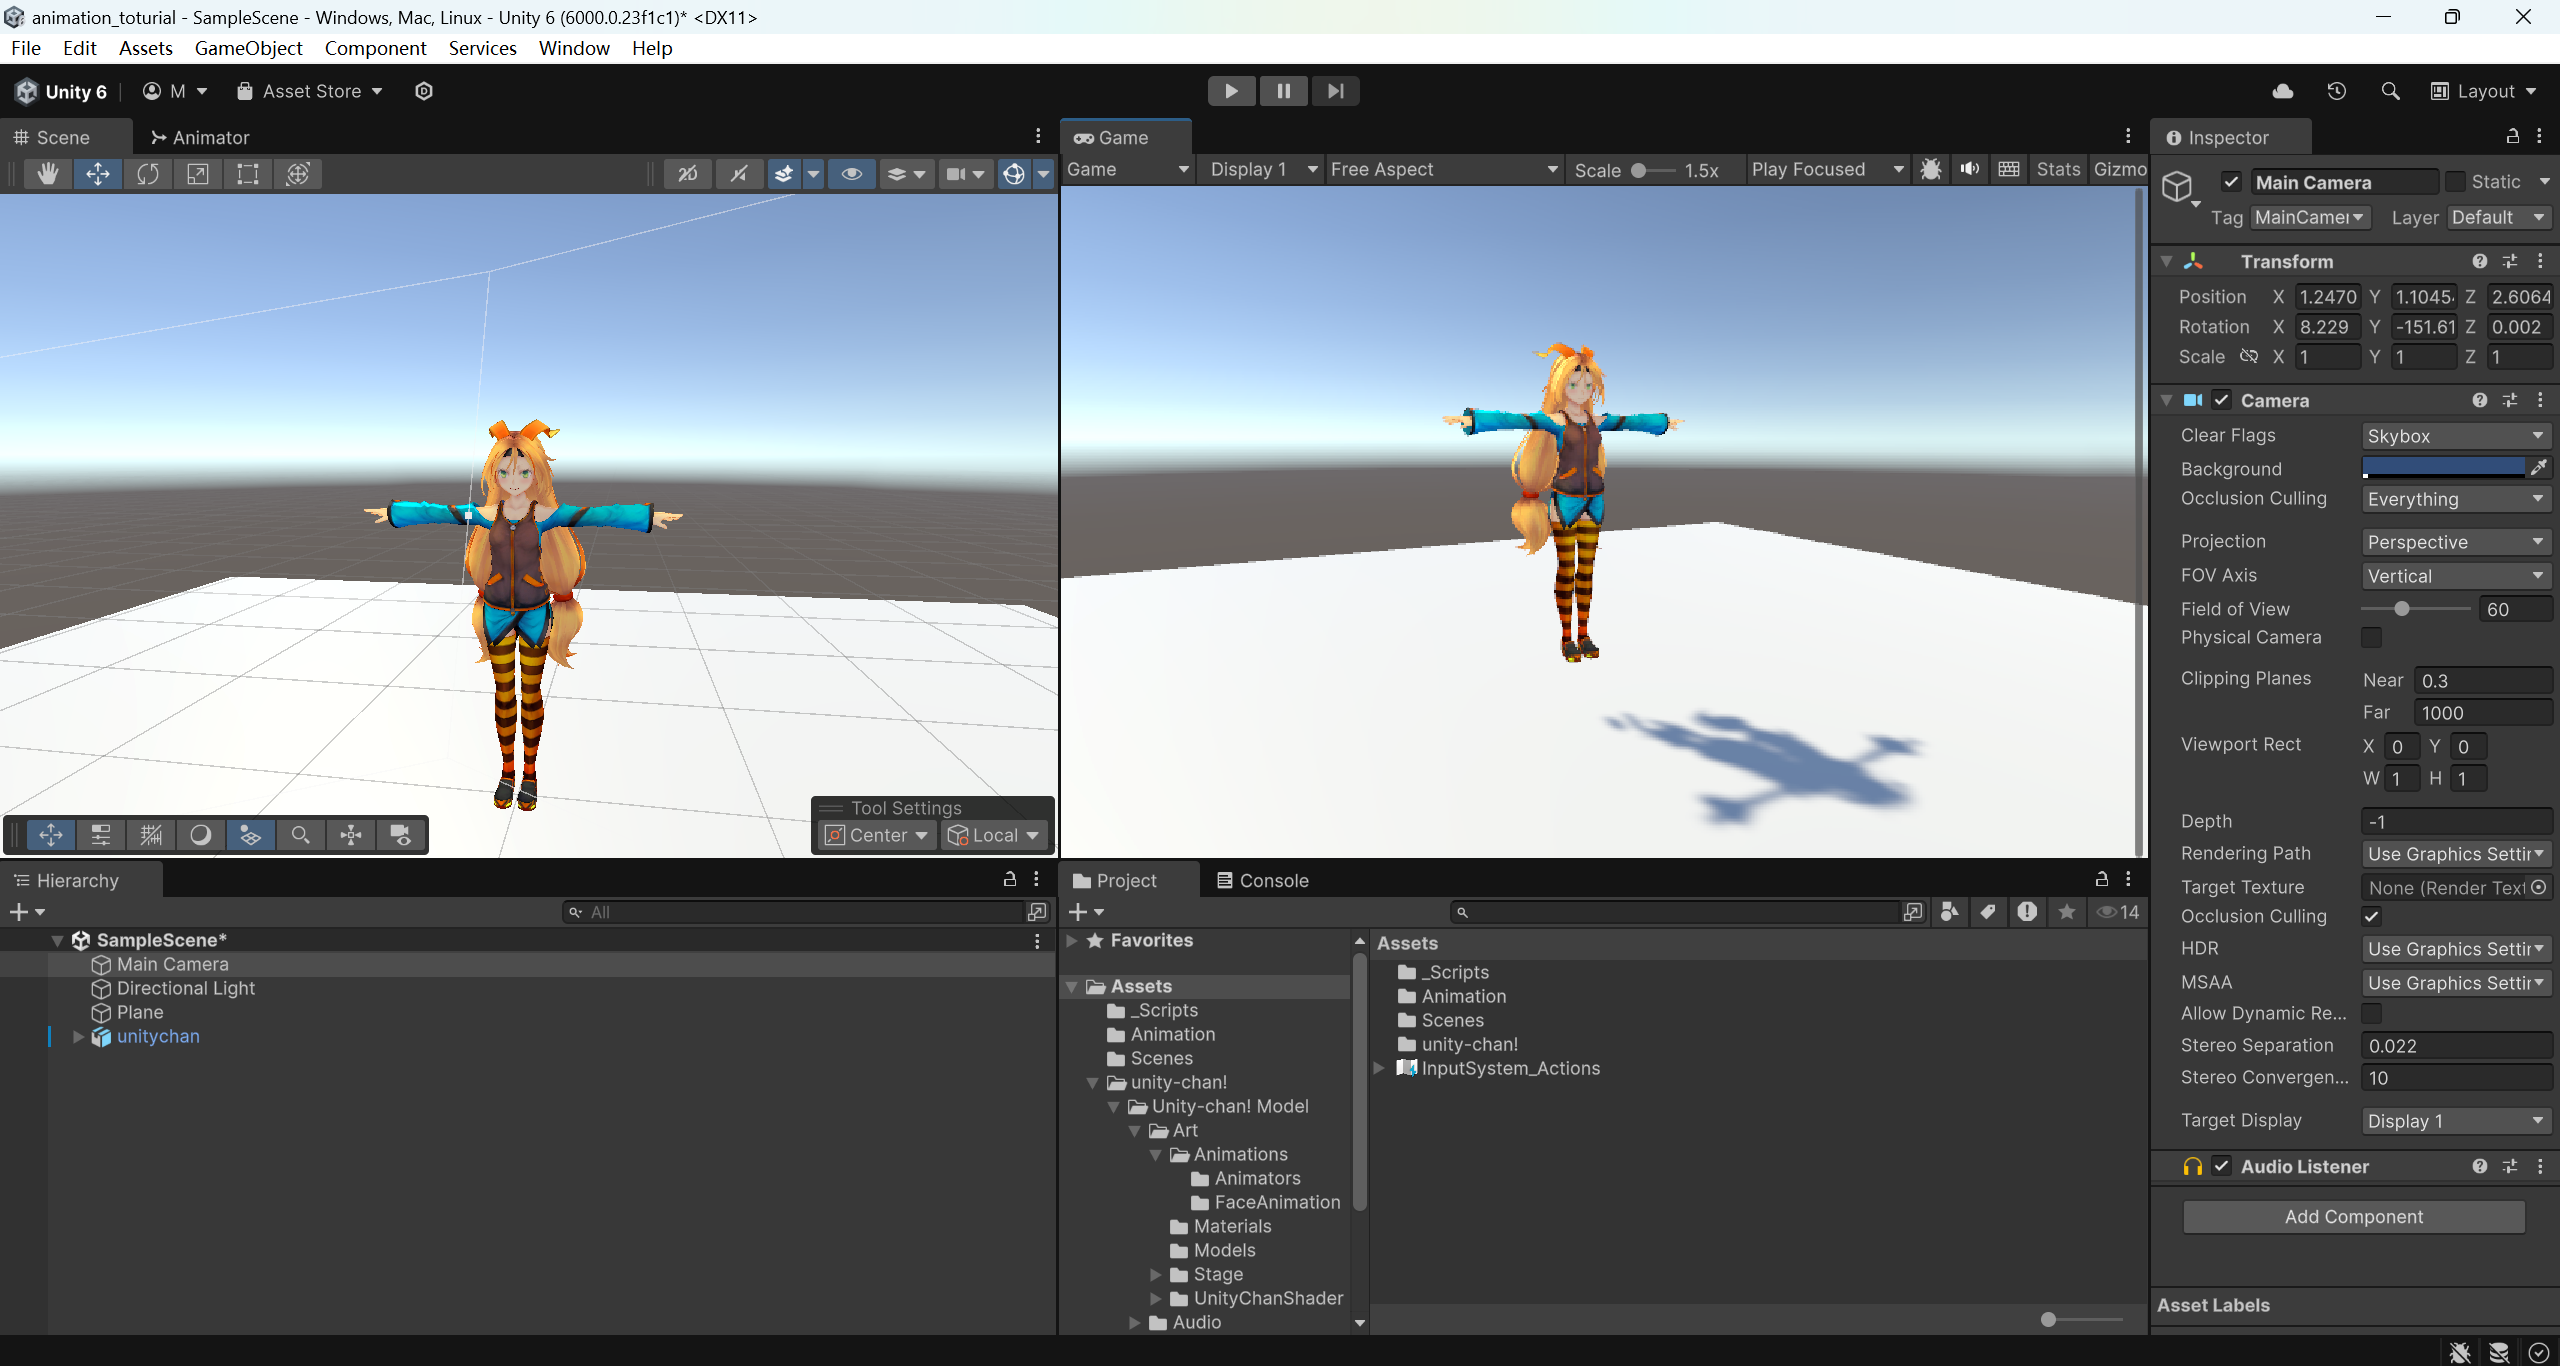 animation_toturial - SampleScene - Windows, Mac, Linux - Unity 6 (6000.0.23f1c1)* <DX11>
File Edit Assets GameObject Component Services Window Help
Unity 6 M Asset Store Layout
Scene Animator
2D
Game
Game Display 1 Free Aspect Scale 1.5x Play Focused Stats Gizmo
Tool Settings
Center Local
Hierarchy
All
SampleScene*
Main Camera
Directional Light
Plane
unitychan
Project Console
14
Favorites
Assets
_Scripts
Animation
Scenes
unity-chan!
Unity-chan! Model
Art
Animations
Animators
FaceAnimation
Materials
Models
Stage
UnityChanShader
Audio
Assets
_Scripts
Animation
Scenes
unity-chan!
InputSystem_Actions
Inspector
Main Camera Static
Tag MainCamer Layer Default
Transform
Position X 1.2470 Y 1.1045 Z 2.6064
Rotation X 8.229 Y -151.61 Z 0.002
Scale X 1 Y 1 Z 1
Camera
Clear Flags Skybox
Background
Occlusion Culling Everything
Projection Perspective
FOV Axis Vertical
Field of View 60
Physical Camera
Clipping Planes Near 0.3
Far 1000
Viewport Rect X 0 Y 0
W 1 H 1
Depth -1
Rendering Path Use Graphics Settin
Target Texture None (Render Text
Occlusion Culling
HDR Use Graphics Settin
MSAA Use Graphics Settin
Allow Dynamic Re...
Stereo Separation 0.022
Stereo Convergen... 10
Target Display Display 1
Audio Listener
Add Component
Asset Labels